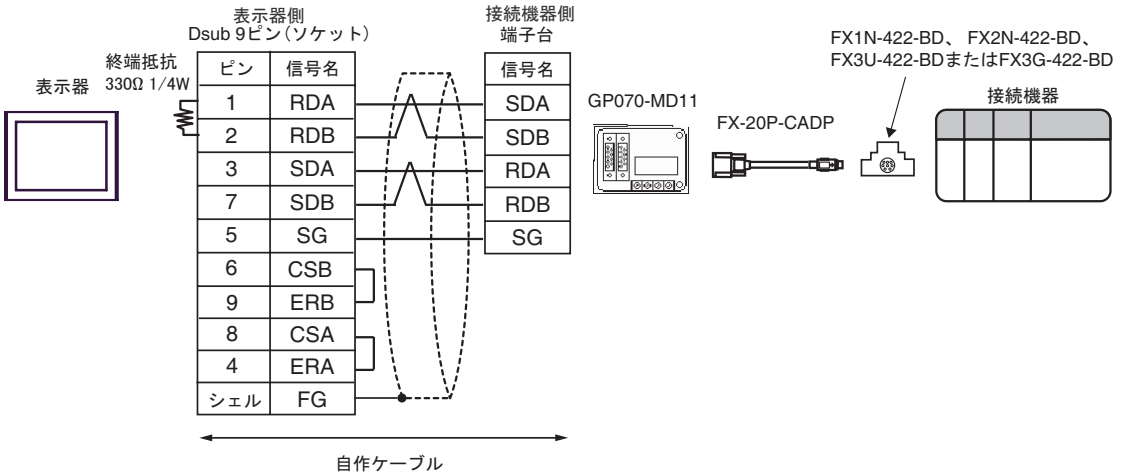 表示器側
Dsub 9ピン(ソケット)
接続機器側
端子台
FX1N-422-BD、 FX2N-422-BD、
FX3U-422-BDまたはFX3G-422-BD
終端抵抗
330Ω 1/4W
表示器
ピン 信号名
信号名
1 RDA
SDA
2 RDB
SDB
3 SDA
RDA
7 SDB
RDB
5 SG
SG
6 CSB
9 ERB
8 CSA
4 ERA
シェル FG
GP070-MD11
FX-20P-CADP
接続機器
自作ケーブル